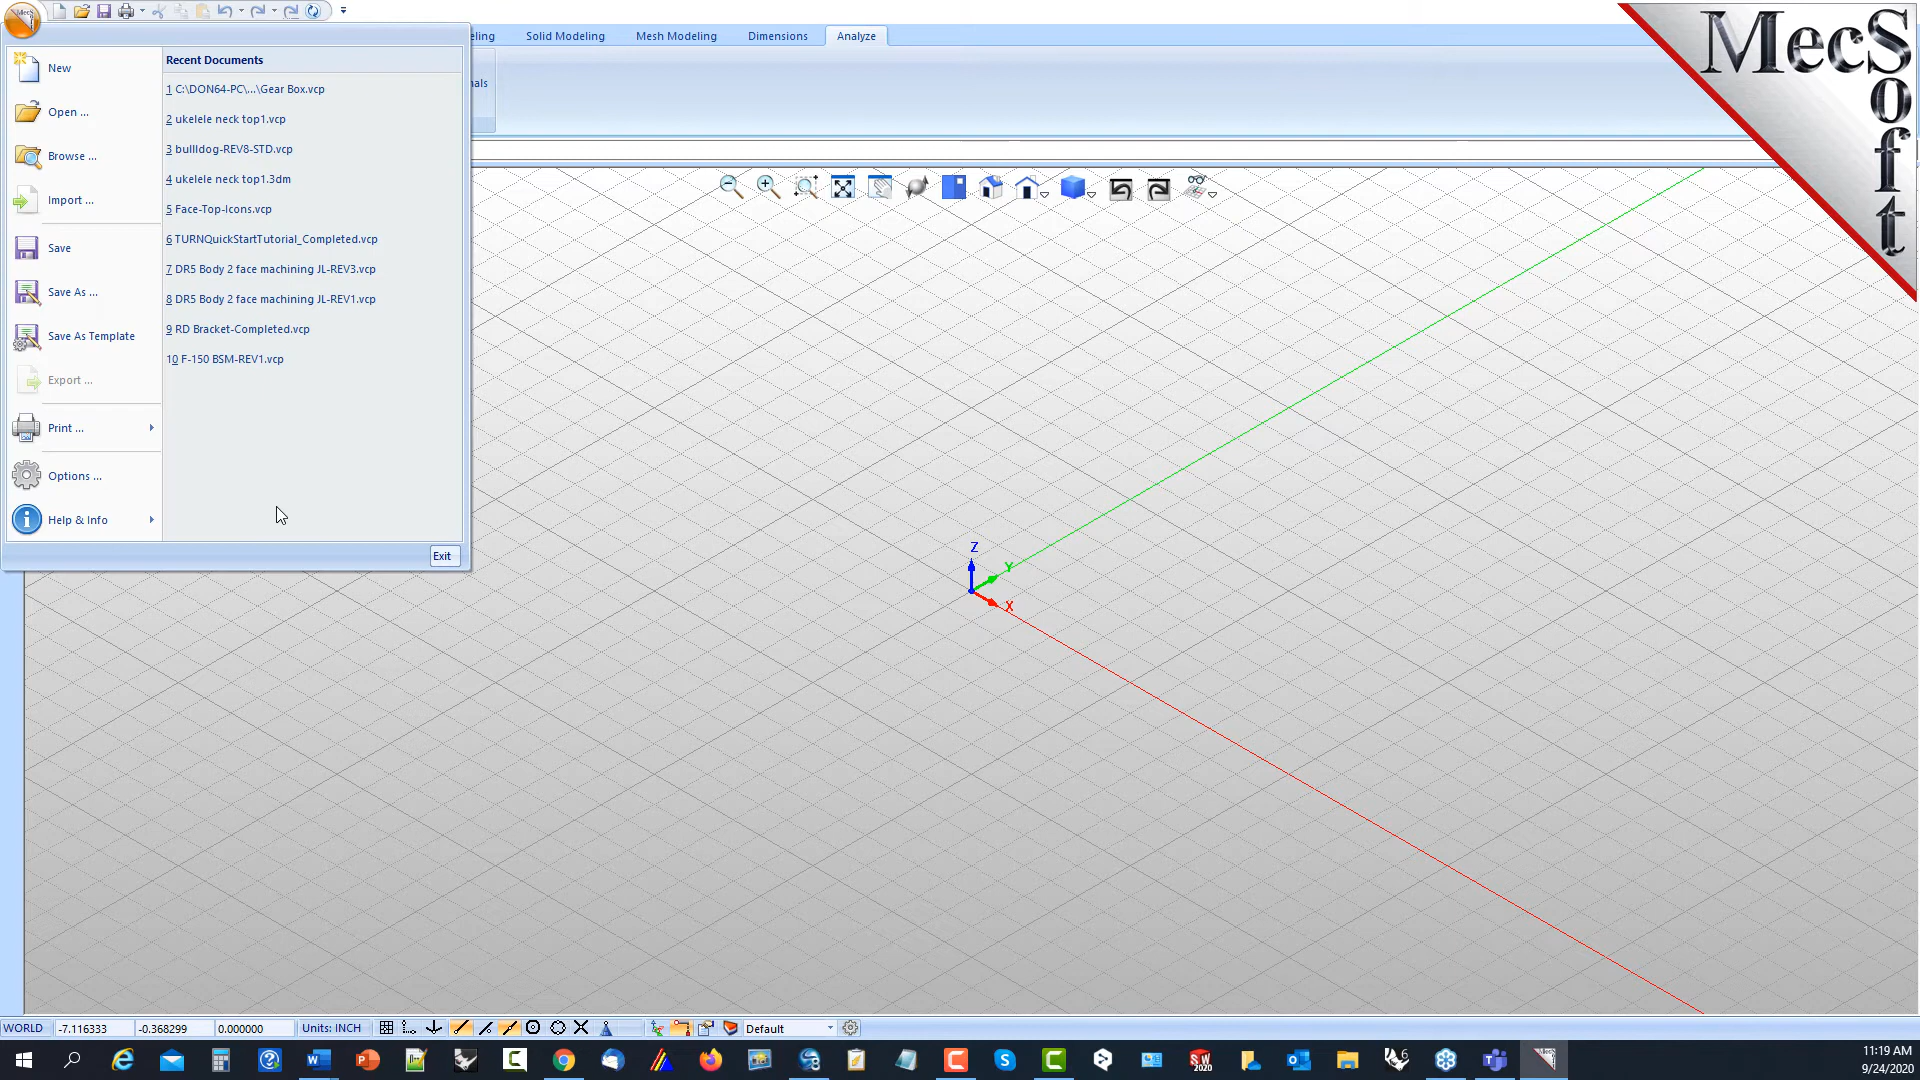 eling
Solid Modeling
Mesh Modeling
Dimensions
Analyze
MecSoft
New
Open ...
Browse ...
Import ...
Save
Save As ...
Save As Template
Export ...
Print ...
Options ...
Help & Info
Recent Documents
1 C:\DON64-PC\...\Gear Box.vcp
2 ukelele neck top1.vcp
3 bullldog-REV8-STD.vcp
4 ukelele neck top1.3dm
5 Face-Top-Icons.vcp
6 TURNQuickStartTutorial_Completed.vcp
7 DR5 Body 2 face machining JL-REV3.vcp
8 DR5 Body 2 face machining JL-REV1.vcp
9 RD Bracket-Completed.vcp
10 F-150 BSM-REV1.vcp
Exit
nals
Z
Y
X
WORLD -7.116333 -0.368299 0.000000 Units: INCH Default
11:19 AM
9/24/2020